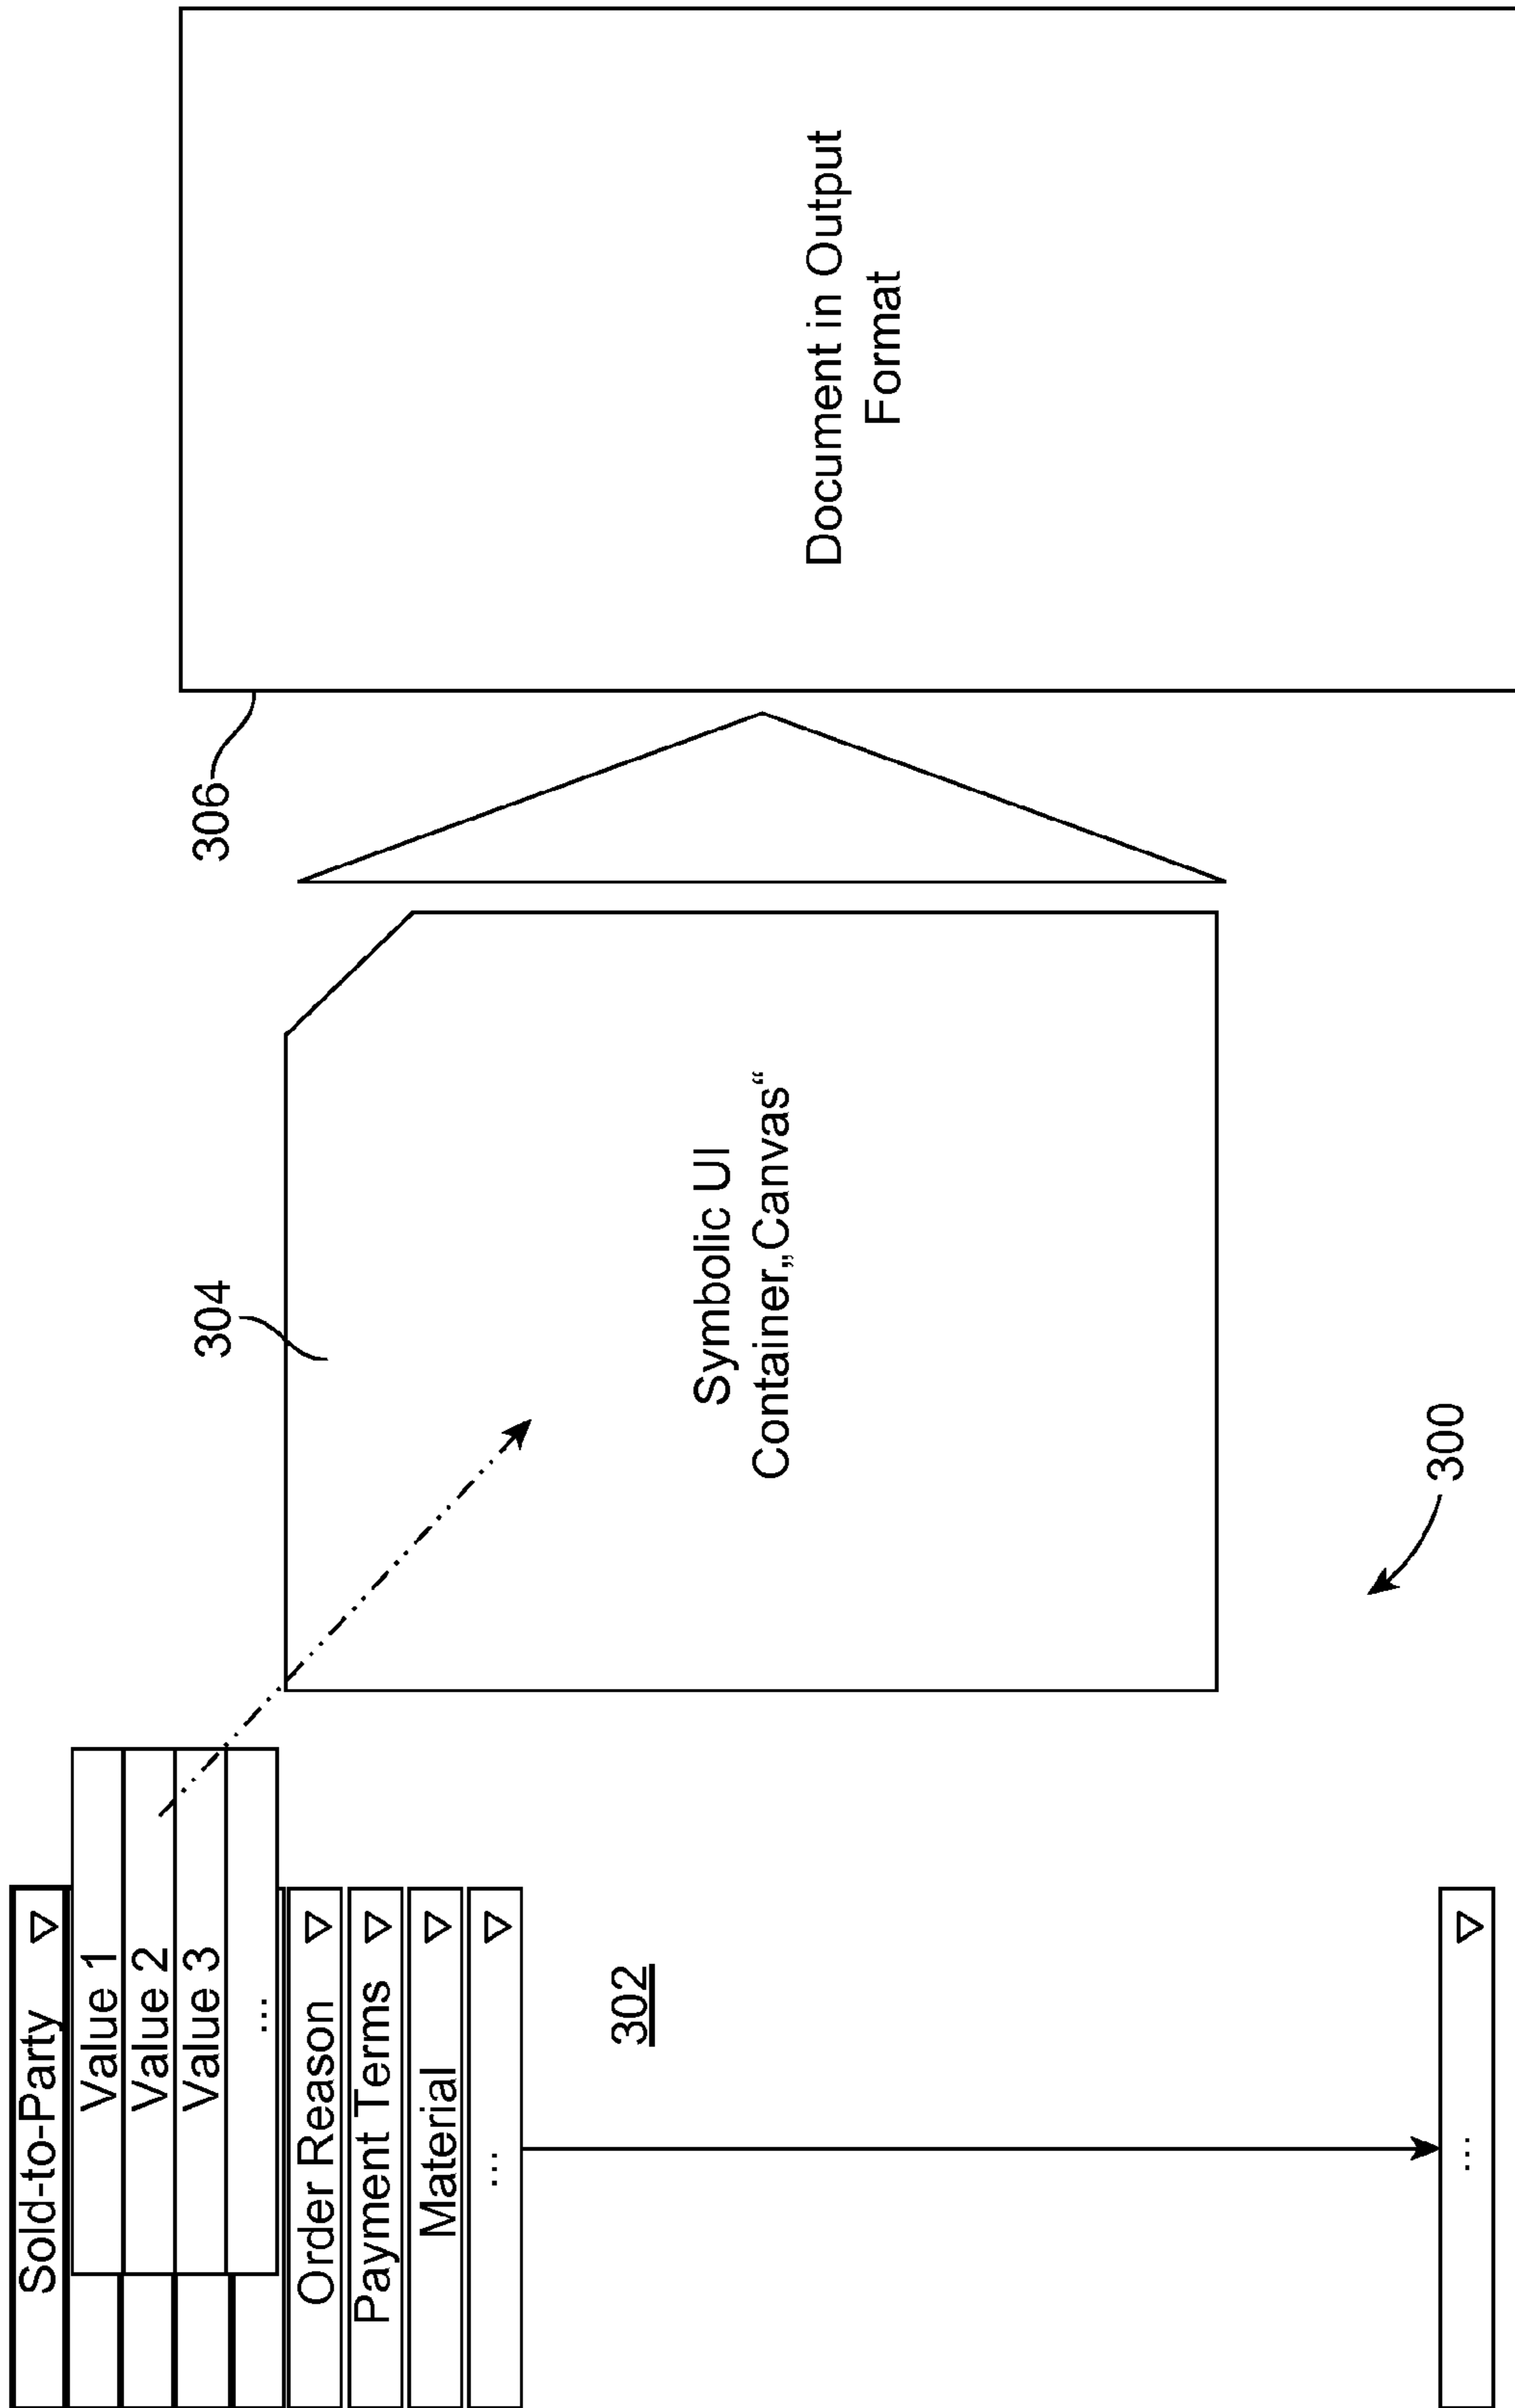 Sold-to-Party
Value 1
Value 2
Value 3
...
Order Reason
Payment Terms
Material
...
302
...
304
Symbolic UI
Container„Canvas“
300
306
Document in Output
Format